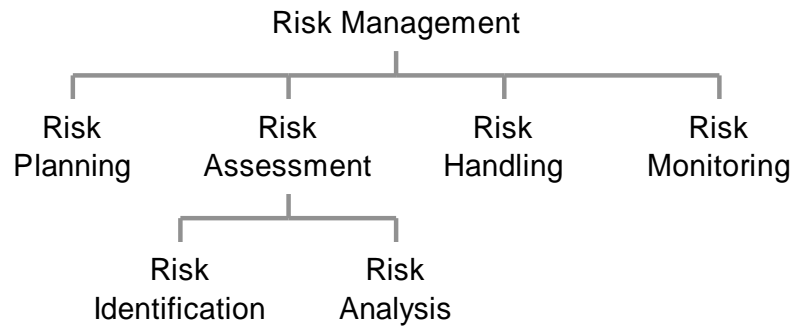 Risk Management
Risk
Planning
Risk
Assessment
Risk
Handling
Risk
Monitoring
Risk
Identification
Risk
Analysis